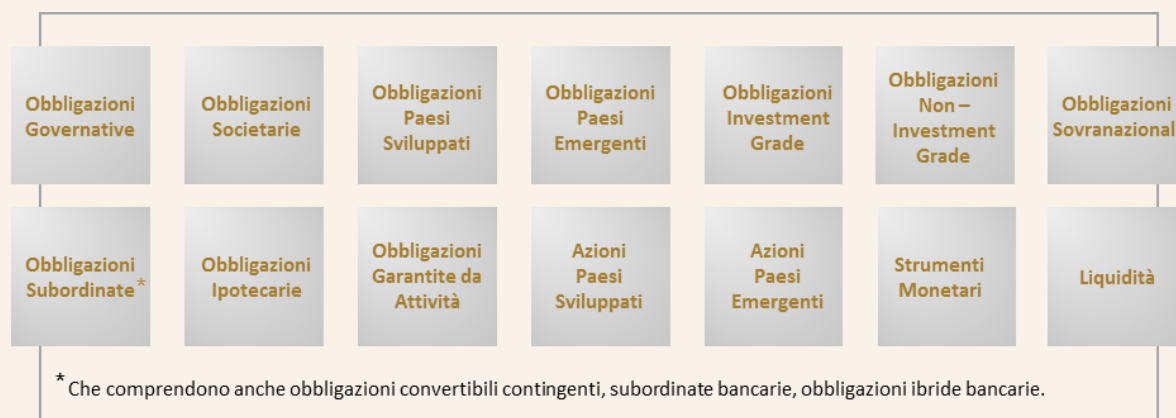 Obbligazioni
Governative
Obbligazioni
Societarie
Obbligazioni
Paesi
Sviluppati
Obbligazioni
Paesi
Emergenti
Obbligazioni
Investment
Grade
Obbligazioni
Non –
Investment
Grade
Obbligazioni
Sovranazional
Obbligazioni
Subordinate*
Obbligazioni
Ipotecarie
Obbligazioni
Garantite da
Attività
Azioni
Paesi
Sviluppati
Azioni
Paesi
Emergenti
Strumenti
Monetari
Liquidità
* Che comprendono anche obbligazioni convertibili contingenti, subordinate bancarie, obbligazioni ibride bancarie.